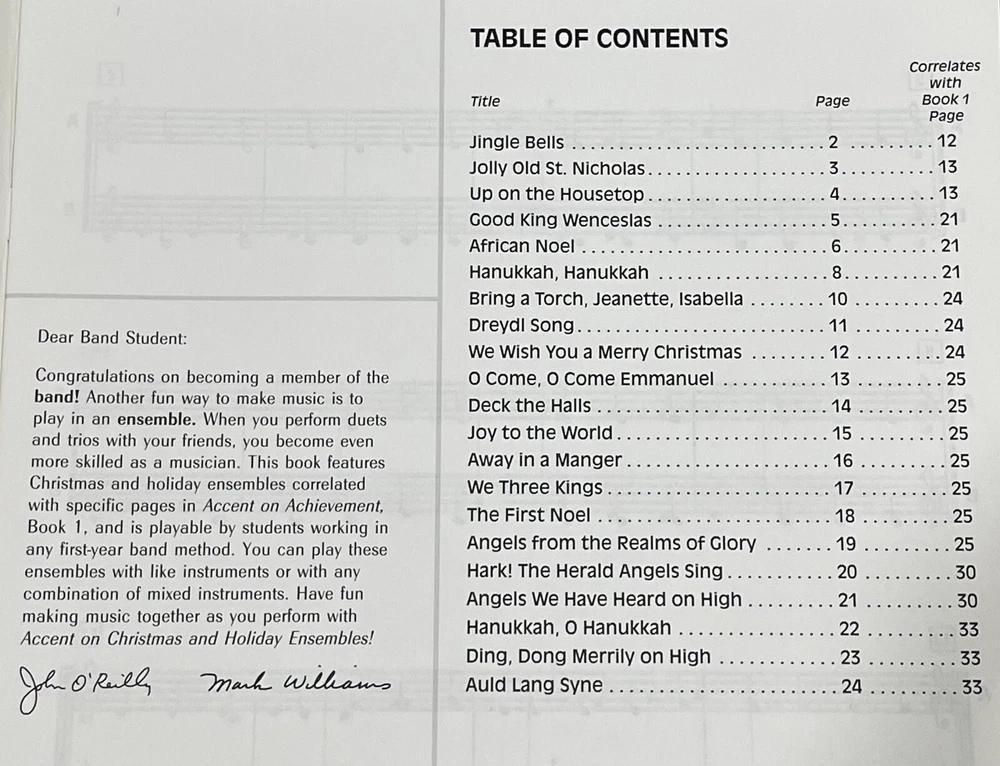 Dear Band Student:
Congratulations on becoming a member of the
band! Another fun way to make music is to
play in an ensemble. When you perform duets
and trios with your friends, you become even
more skilled as a musician. This book features
Christmas and holiday ensembles correlated
with specific pages in Accent on Achievement,
Book 1, and is playable by students working in
any first-year band method. You can play these
ensembles with like instruments or with any
combination of mixed instruments. Have fun
making music together as you perform with
Accent on Christmas and Holiday Ensembles!
John O'Reilly Mark Williams
TABLE OF CONTENTS
Correlates
with
Title Page Book 1
Page
Jingle Bells 2 12
Jolly Old St. Nicholas 3 13
Up on the Housetop 4 13
Good King Wenceslas 5 21
African Noel 6 21
Hanukkah, Hanukkah 8 21
Bring a Torch, Jeanette, Isabella 10 24
Dreydl Song 11 24
We Wish You a Merry Christmas 12 24
O Come, O Come Emmanuel 13 25
Deck the Halls 14 25
Joy to the World 15 25
Away in a Manger 16 25
We Three Kings 17 25
The First Noel 18 25
Angels from the Realms of Glory 19 25
Hark! The Herald Angels Sing 20 30
Angels We Have Heard on High 21 30
Hanukkah, O Hanukkah 22 33
Ding, Dong Merrily on High 23 33
Auld Lang Syne 24 33